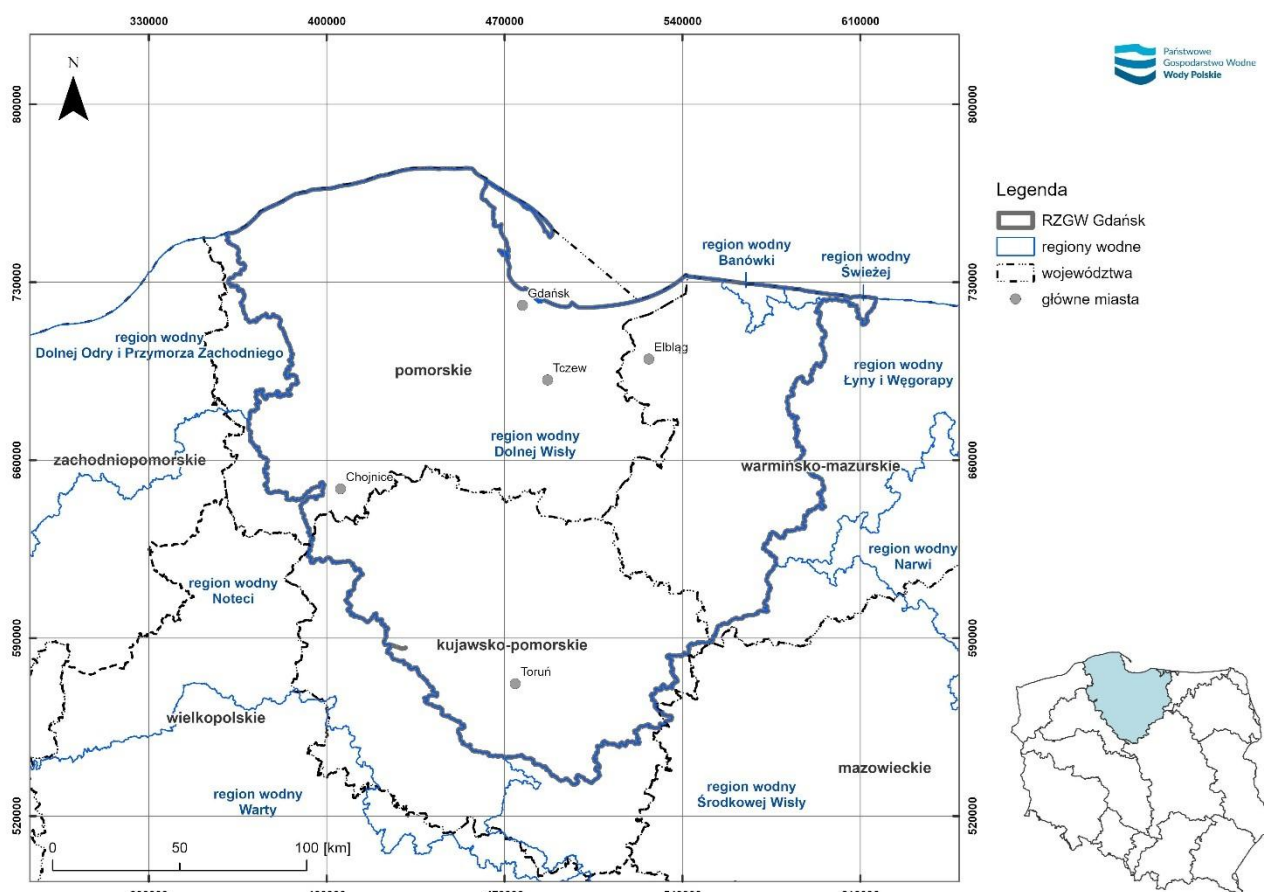 330000
400000
470000
540000
610000
N
800000
800000
Państwowe
Gospodarstwo Wodne
Wody Polskie
Legenda
RZGW Gdańsk
regiony wodne
województwa
główne miasta
region wodny
Banówki
region wodny
Świeżej
730000
730000
Gdańsk
region wodny
Dolnej Odry i Przymorza Zachodniego
Elbląg
region wodny
Łyny i Węgorapy
pomorskie
Tczew
region wodny
Dolnej Wisły
zachodniopomorskie
660000
660000
warmińsko-mazurskie
Chojnice
region wodny
Narwi
region wodny
Noteci
590000
590000
kujawsko-pomorskie
Toruń
wielkopolskie
mazowieckie
region wodny
Warty
region wodny
Środkowej Wisły
520000
520000
0
50
100 [km]